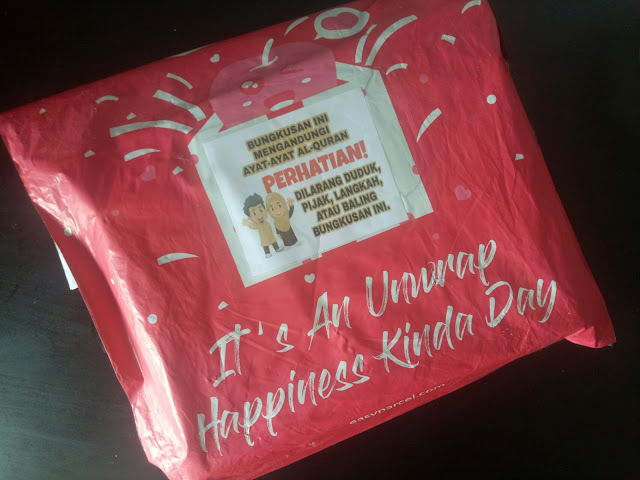 BUNGKUSAN INI
MENGANDUNGI
AYAT-AYAT AL-QURAN
PERHATIAN!
DILARANG DUDUK,
PIJAK, LANGKAH,
ATAU BALING
BUNGKUSAN INI.
It's An Unwrap
Happiness Kinda Day
easyparcel.com